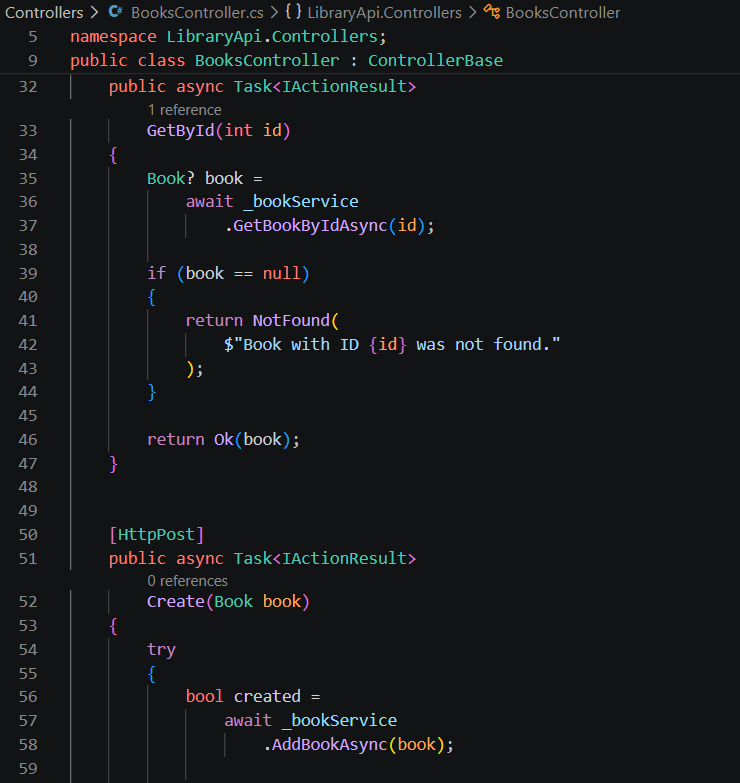 Controllers > C# BooksController.cs > {} LibraryApi.Controllers > BooksController
5 namespace LibraryApi.Controllers;
9 public class BooksController : ControllerBase
32     public async Task<IActionResult>
1 reference
33         GetById(int id)
34     {
35         Book? book =
36             await _bookService
37                 .GetBookByIdAsync(id);
38
39         if (book == null)
40         {
41             return NotFound(
42                 $"Book with ID {id} was not found."
43             );
44         }
45
46         return Ok(book);
47     }
48
49
50     [HttpPost]
51     public async Task<IActionResult>
0 references
52         Create(Book book)
53     {
54         try
55         {
56             bool created =
57                 await _bookService
58                     .AddBookAsync(book);
59